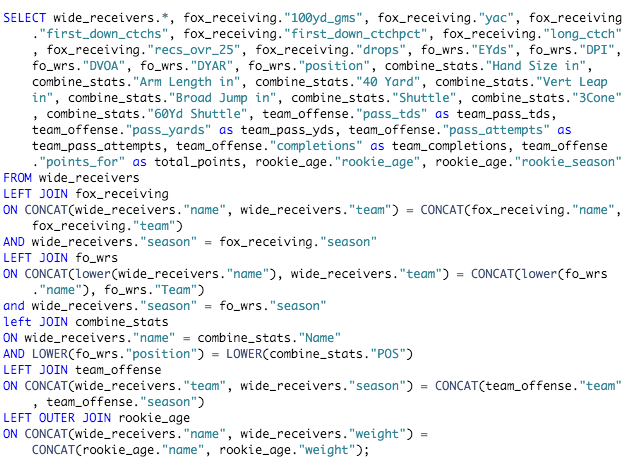 SELECT wide_receivers.*, fox_receiving."100yd_gms", fox_receiving."yac", fox_receiving
."first_down_ctchs", fox_receiving."first_down_ctchpct", fox_receiving."long_ctch"
, fox_receiving."recs_ovr_25", fox_receiving."drops", fo_wrs."EYds", fo_wrs."DPI",
fo_wrs."DVOA", fo_wrs."DYAR", fo_wrs."position", combine_stats."Hand Size in",
combine_stats."Arm Length in", combine_stats."40 Yard", combine_stats."Vert Leap
in", combine_stats."Broad Jump in", combine_stats."Shuttle", combine_stats."3Cone"
, combine_stats."60Yd Shuttle", team_offense."pass_tds" as team_pass_tds,
team_offense."pass_yards" as team_pass_yds, team_offense."pass_attempts" as
team_pass_attempts, team_offense."completions" as team_completions, team_offense
."points_for" as total_points, rookie_age."rookie_age", rookie_age."rookie_season"
FROM wide_receivers
LEFT JOIN fox_receiving
ON CONCAT(wide_receivers."name", wide_receivers."team") = CONCAT(fox_receiving."name",
fox_receiving."team")
AND wide_receivers."season" = fox_receiving."season"
LEFT JOIN fo_wrs
ON CONCAT(lower(wide_receivers."name"), wide_receivers."team") = CONCAT(lower(fo_wrs
."name"), fo_wrs."Team")
and wide_receivers."season" = fo_wrs."season"
left JOIN combine_stats
ON wide_receivers."name" = combine_stats."Name"
AND LOWER(fo_wrs."position") = LOWER(combine_stats."POS")
LEFT JOIN team_offense
ON CONCAT(wide_receivers."team", wide_receivers."season") = CONCAT(team_offense."team"
, team_offense."season")
LEFT OUTER JOIN rookie_age
ON CONCAT(wide_receivers."name", wide_receivers."weight") =
CONCAT(rookie_age."name", rookie_age."weight");